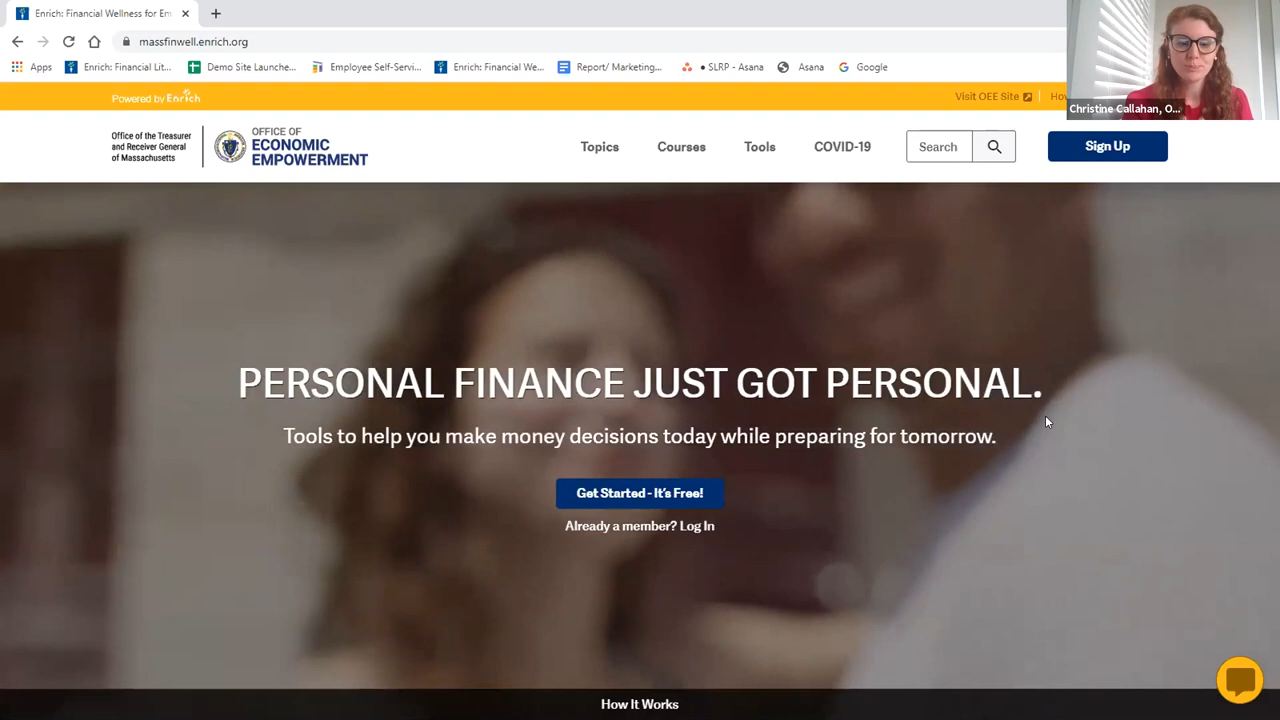 Enrich: Financial Wellness for En
massfinwell.enrich.org
Apps
Enrich: Financial Lit...
Demo Site Launche...
Employee Self-Servi...
Enrich: Financial We...
Report/ Marketing...
• SLRP - Asana
Asana
Google
Christine Callahan, O...
Powered by Enrich
Visit OEE Site
Office of the Treasurer
and Receiver General
of Massachusetts
OFFICE OF
ECONOMIC
EMPOWERMENT
Topics
Courses
Tools
COVID-19
Search
Sign Up
PERSONAL FINANCE JUST GOT PERSONAL.
Tools to help you make money decisions today while preparing for tomorrow.
Get Started - It's Free!
Already a member? Log In
How It Works